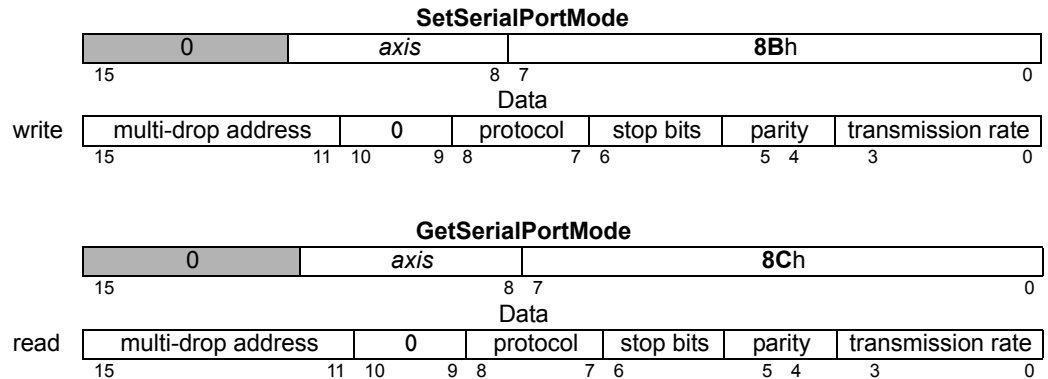 SetSerialPortMode
0 axis 8Bh
15 8 7 0
Data
write multi-drop address 0 protocol stop bits parity transmission rate
15 11 10 9 8 7 6 5 4 3 0
GetSerialPortMode
0 axis 8Ch
15 8 7 0
Data
read multi-drop address 0 protocol stop bits parity transmission rate
15 11 10 9 8 7 6 5 4 3 0